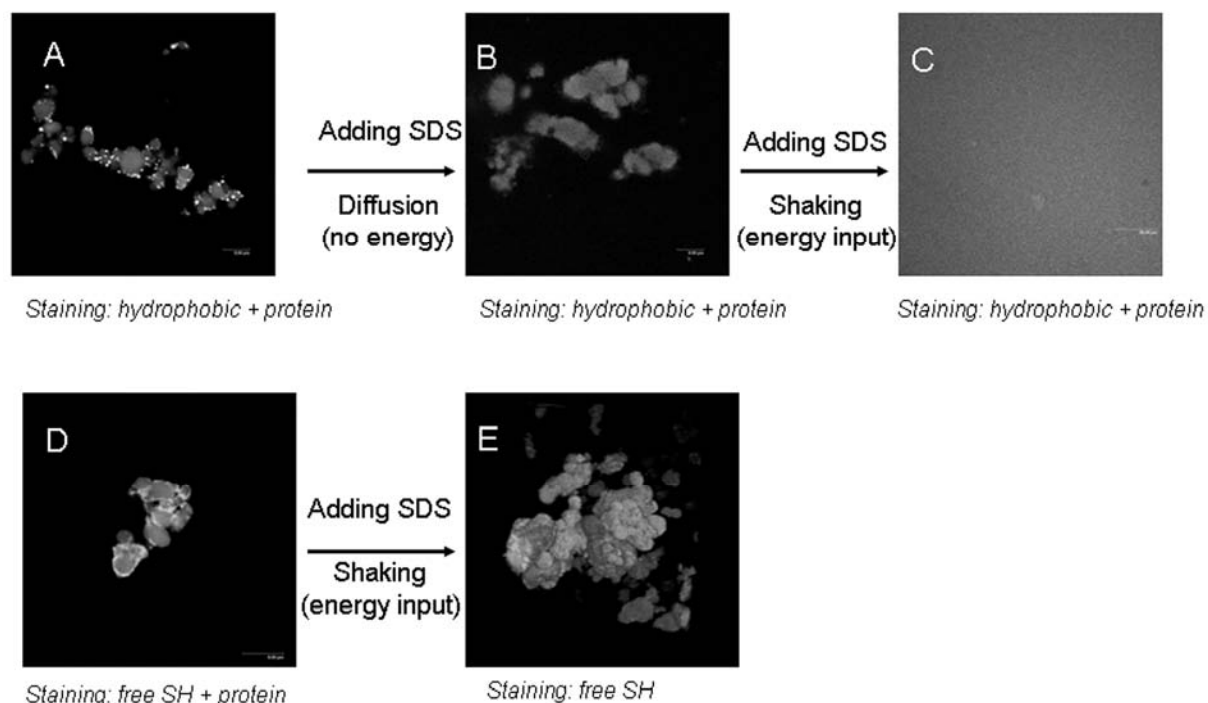 A
Adding SDS
Diffusion
(no energy)
B
Adding SDS
Shaking
(energy input)
C
Staining: hydrophobic + protein
Staining: hydrophobic + protein
Staining: hydrophobic + protein
D
Adding SDS
Shaking
(energy input)
E
Staining: free SH + protein
Staining: free SH